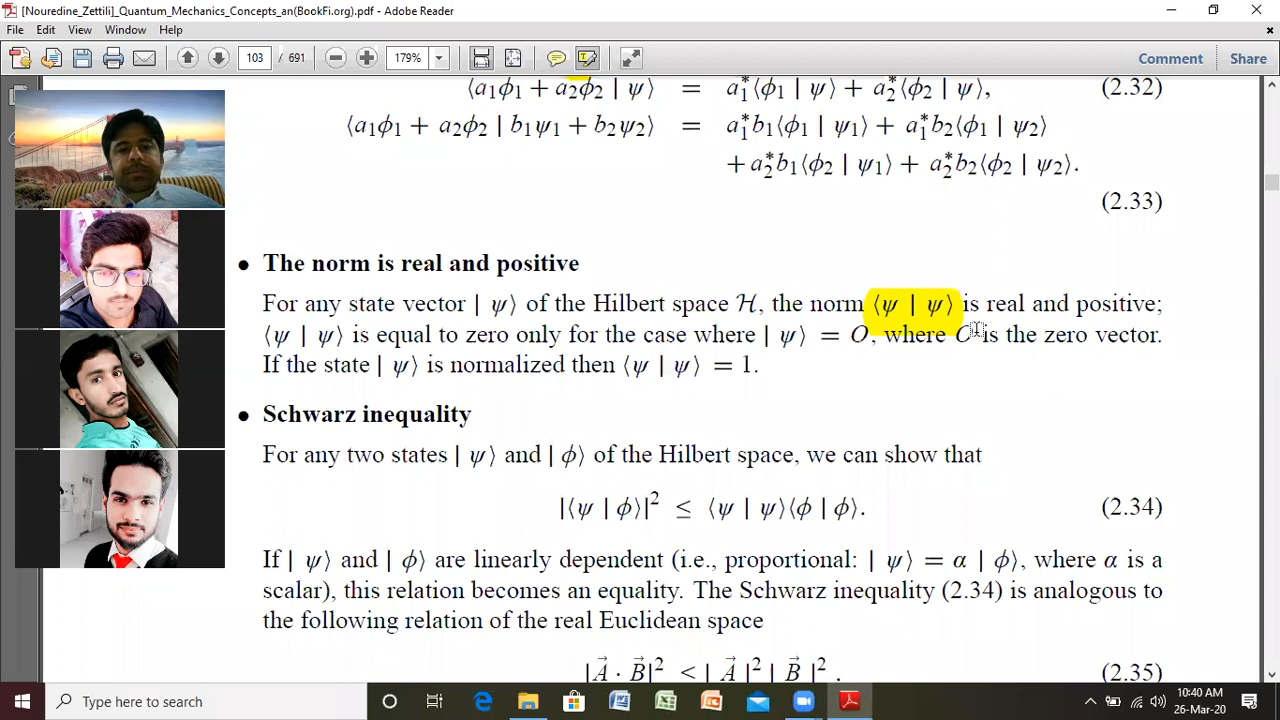 [Nouredine_Zettili]_Quantum_Mechanics_Concepts_an(BookFi.org).pdf - Adobe Reader
File Edit View Window Help
103 / 691 179% Comment Share
⟨a₁ϕ₁ + a₂ϕ₂ | ψ⟩ = a₁*⟨ϕ₁ | ψ⟩ + a₂*⟨ϕ₂ | ψ⟩, (2.32)
⟨a₁ϕ₁ + a₂ϕ₂ | b₁ψ₁ + b₂ψ₂⟩ = a₁*b₁⟨ϕ₁ | ψ₁⟩ + a₁*b₂⟨ϕ₁ | ψ₂⟩
+ a₂*b₁⟨ϕ₂ | ψ₁⟩ + a₂*b₂⟨ϕ₂ | ψ₂⟩.
(2.33)
• The norm is real and positive
For any state vector | ψ⟩ of the Hilbert space ℋ, the norm ⟨ψ | ψ⟩ is real and positive;
⟨ψ | ψ⟩ is equal to zero only for the case where | ψ⟩ = O, where O is the zero vector.
If the state | ψ⟩ is normalized then ⟨ψ | ψ⟩ = 1.
• Schwarz inequality
For any two states | ψ⟩ and | ϕ⟩ of the Hilbert space, we can show that
|⟨ψ | ϕ⟩|² ≤ ⟨ψ | ψ⟩⟨ϕ | ϕ⟩. (2.34)
If | ψ⟩ and | ϕ⟩ are linearly dependent (i.e., proportional: | ψ⟩ = α | ϕ⟩, where α is a
scalar), this relation becomes an equality. The Schwarz inequality (2.34) is analogous to
the following relation of the real Euclidean space
|A⃗ · B⃗|² ≤ | A⃗ |² | B⃗ |². (2.35)
Type here to search
10:40 AM
26-Mar-20